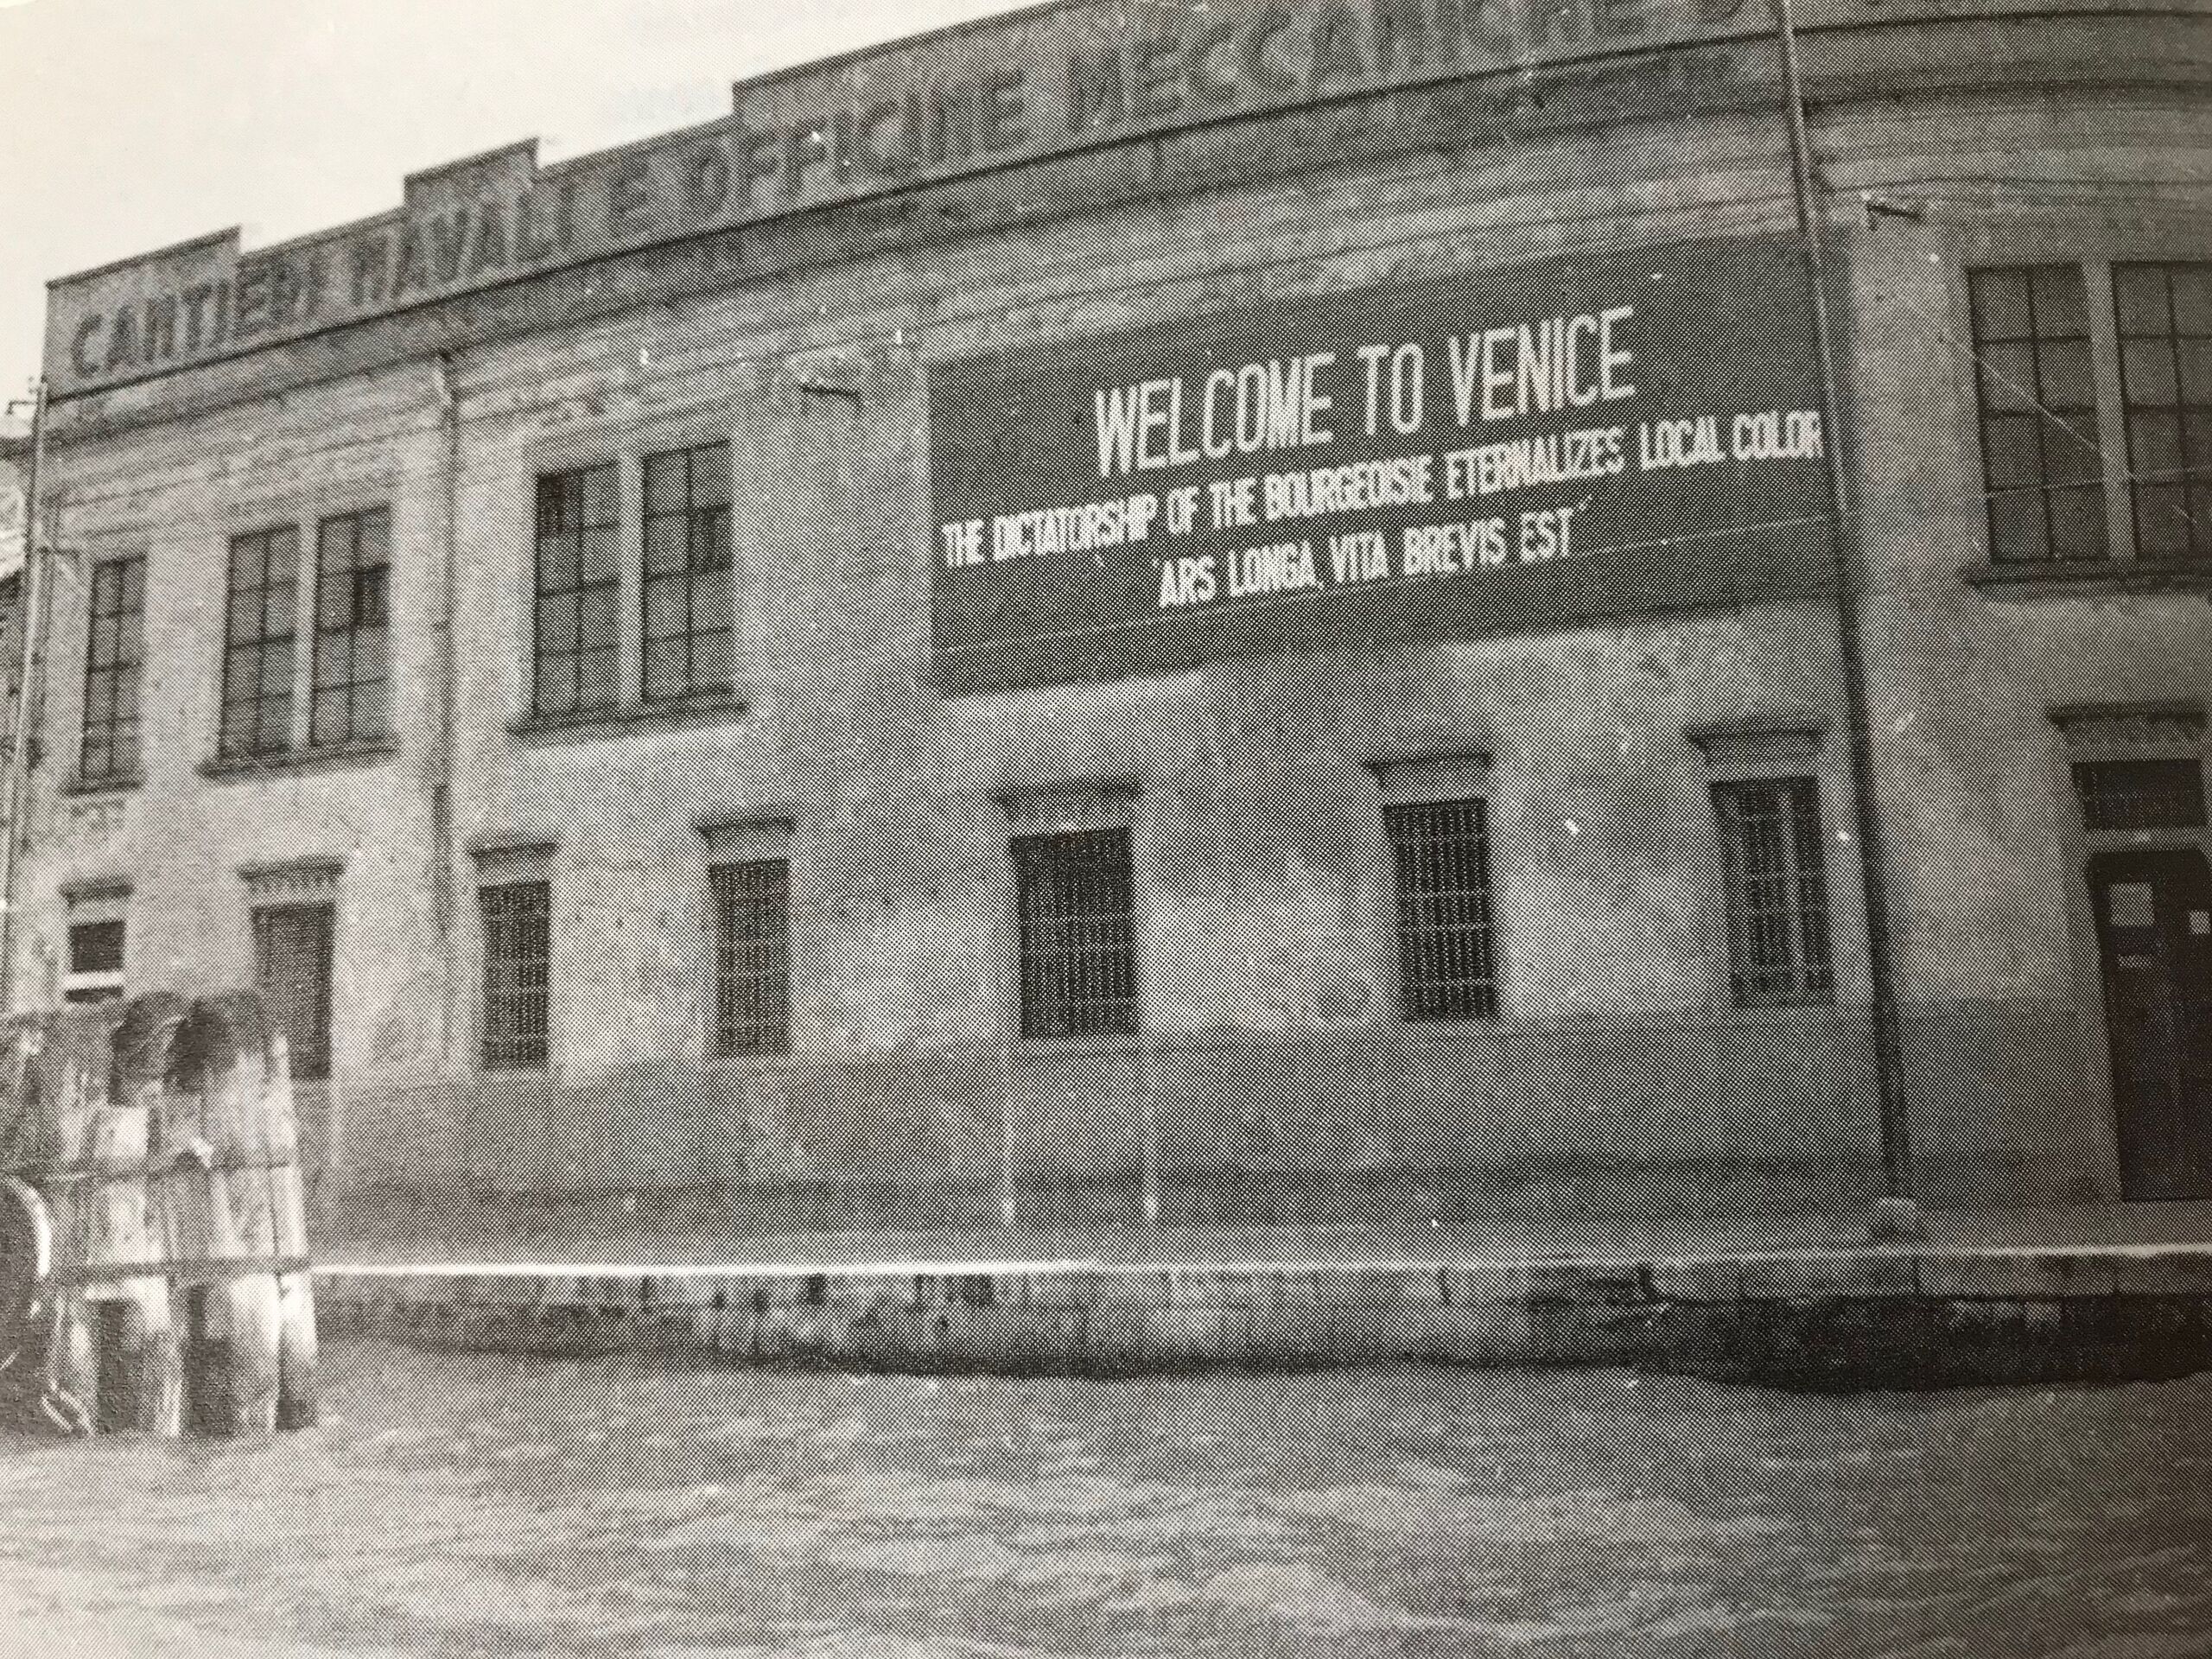 CANTIERI NAVALI E OFFICINE MECCANICHE
WELCOME TO VENICE
THE DICTATORSHIP OF THE BOURGEOISIE ETERNALIZES LOCAL COLOR
"ARS LONGA, VITA BREVIS EST"